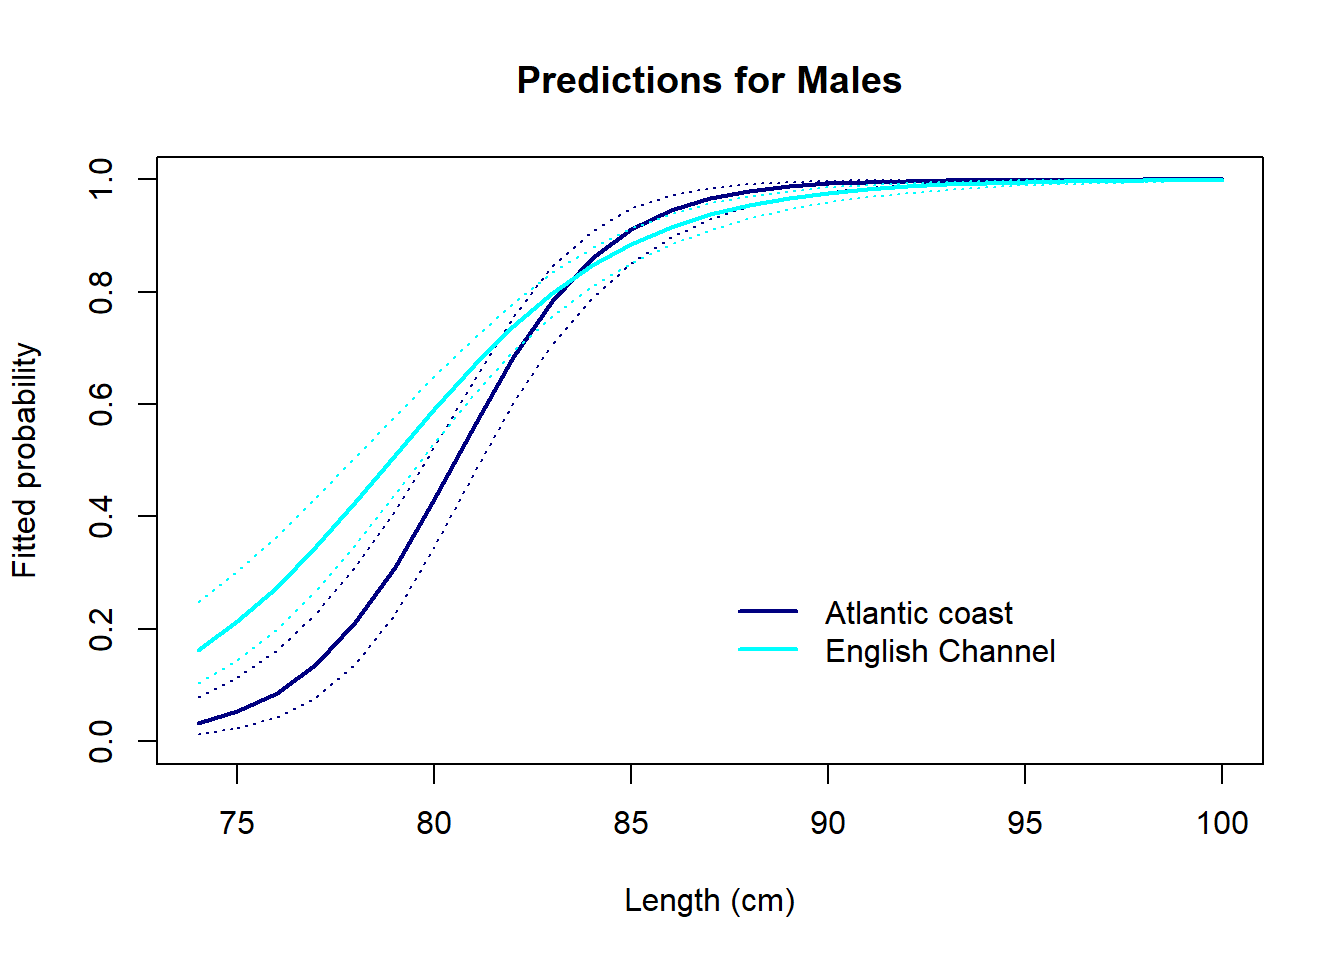 Predictions for Males
Fitted probability
1.0
0.8
0.6
0.4
0.2
0.0
Atlantic coast
English Channel
75 80 85 90 95 100
Length (cm)